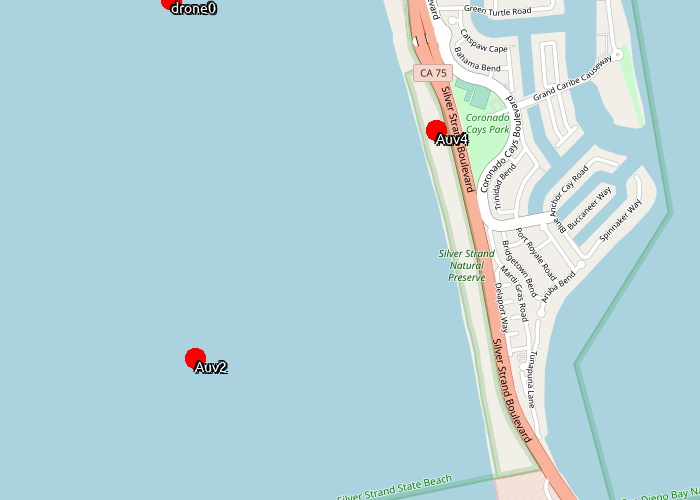 drone0
Green Turtle Road
Boulevard
Catspaw Cape
Bahama Bend
CA 75
Grand Caribe Causeway
Silver Strand Boulevard
Coronado
Cays Park
Auv4
Coronado Cays Boulevard
Trinidad Bend
Anchor Cay Road
Buccaneer Way
Spinnaker Way
Port Royale Road
Silver Strand
Natural
Preserve
Bridgetown Bend
Mardi Gras Road
Aruba Bend
Delaport Way
Auv2
Silver Strand Boulevard
Tunapuna Lane
Silver Strand State Beach
Diego Bay